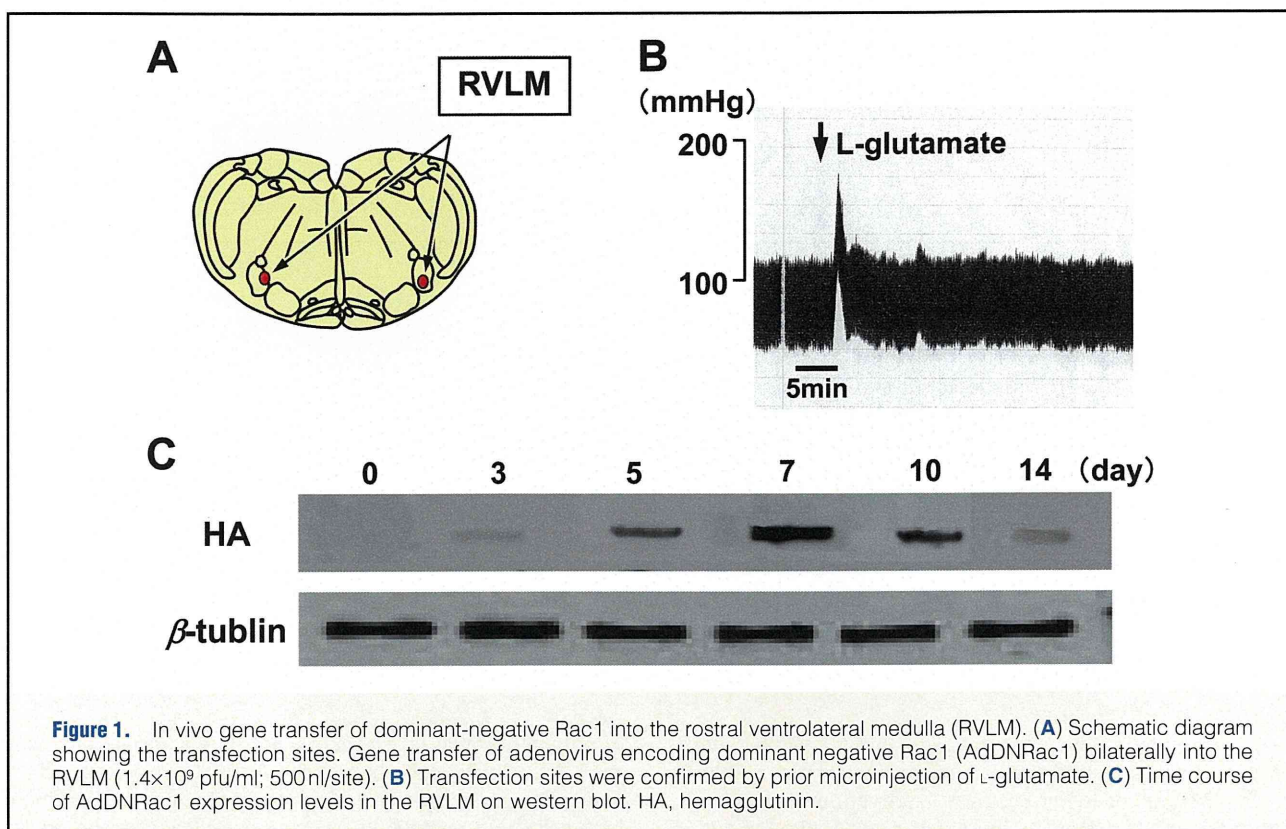 A
RVLM
B
(mmHg)
200
L-glutamate
100
5min
C
0 3 5 7 10 14 (day)
HA
β-tublin
Figure 1. In vivo gene transfer of dominant-negative Rac1 into the rostral ventrolateral medulla (RVLM). (A) Schematic diagram
showing the transfection sites. Gene transfer of adenovirus encoding dominant negative Rac1 (AdDNRac1) bilaterally into the
RVLM (1.4×10⁹ pfu/ml; 500 nl/site). (B) Transfection sites were confirmed by prior microinjection of L-glutamate. (C) Time course
of AdDNRac1 expression levels in the RVLM on western blot. HA, hemagglutinin.